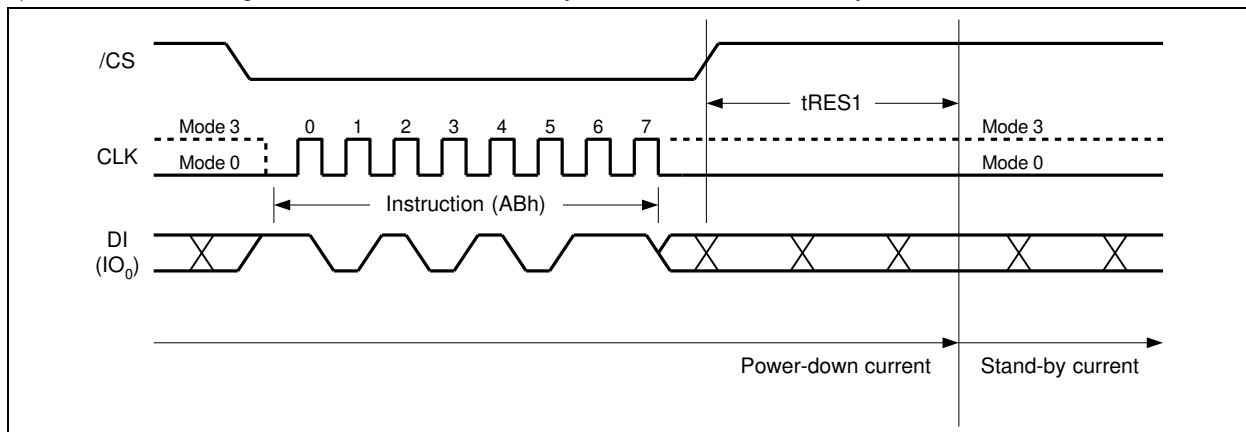 /CS
tRES1
Mode 3 0 1 2 3 4 5 6 7 Mode 3
CLK
Mode 0 Mode 0
Instruction (ABh)
DI
(IO0)
Power-down current Stand-by current